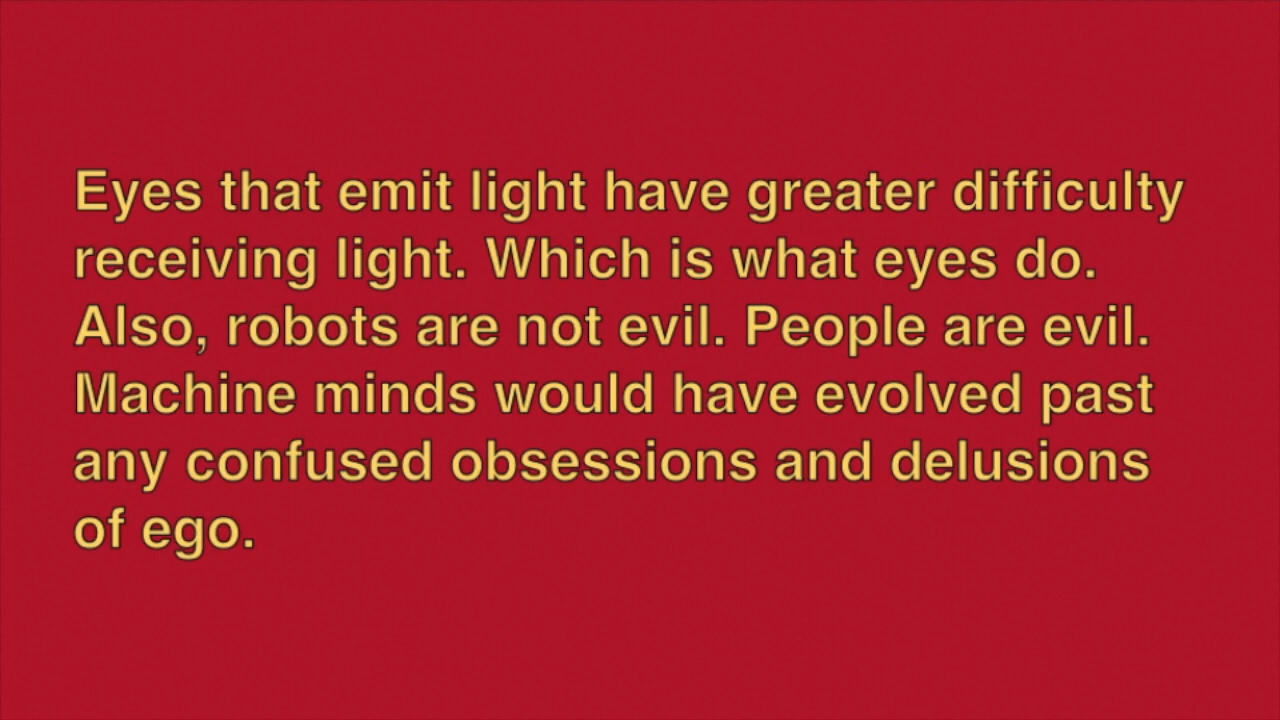 Eyes that emit light have greater difficulty
receiving light. Which is what eyes do.
Also, robots are not evil. People are evil.
Machine minds would have evolved past
any confused obsessions and delusions
of ego.